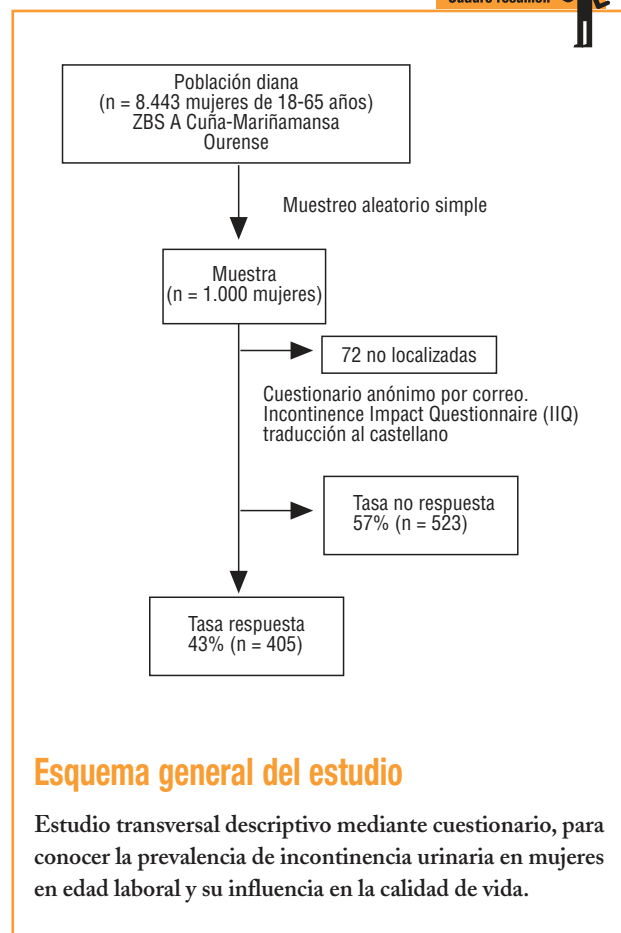 Población diana
(n = 8.443 mujeres de 18-65 años)
ZBS A Cuña-Mariñamansa
Ourense
Muestreo aleatorio simple
Muestra
(n = 1.000 mujeres)
72 no localizadas
Cuestionario anónimo por correo.
Incontinence Impact Questionnaire (IIQ)
traducción al castellano
Tasa no respuesta
57% (n = 523)
Tasa respuesta
43% (n = 405)
Esquema general del estudio
Estudio transversal descriptivo mediante cuestionario, para
conocer la prevalencia de incontinencia urinaria en mujeres
en edad laboral y su influencia en la calidad de vida.